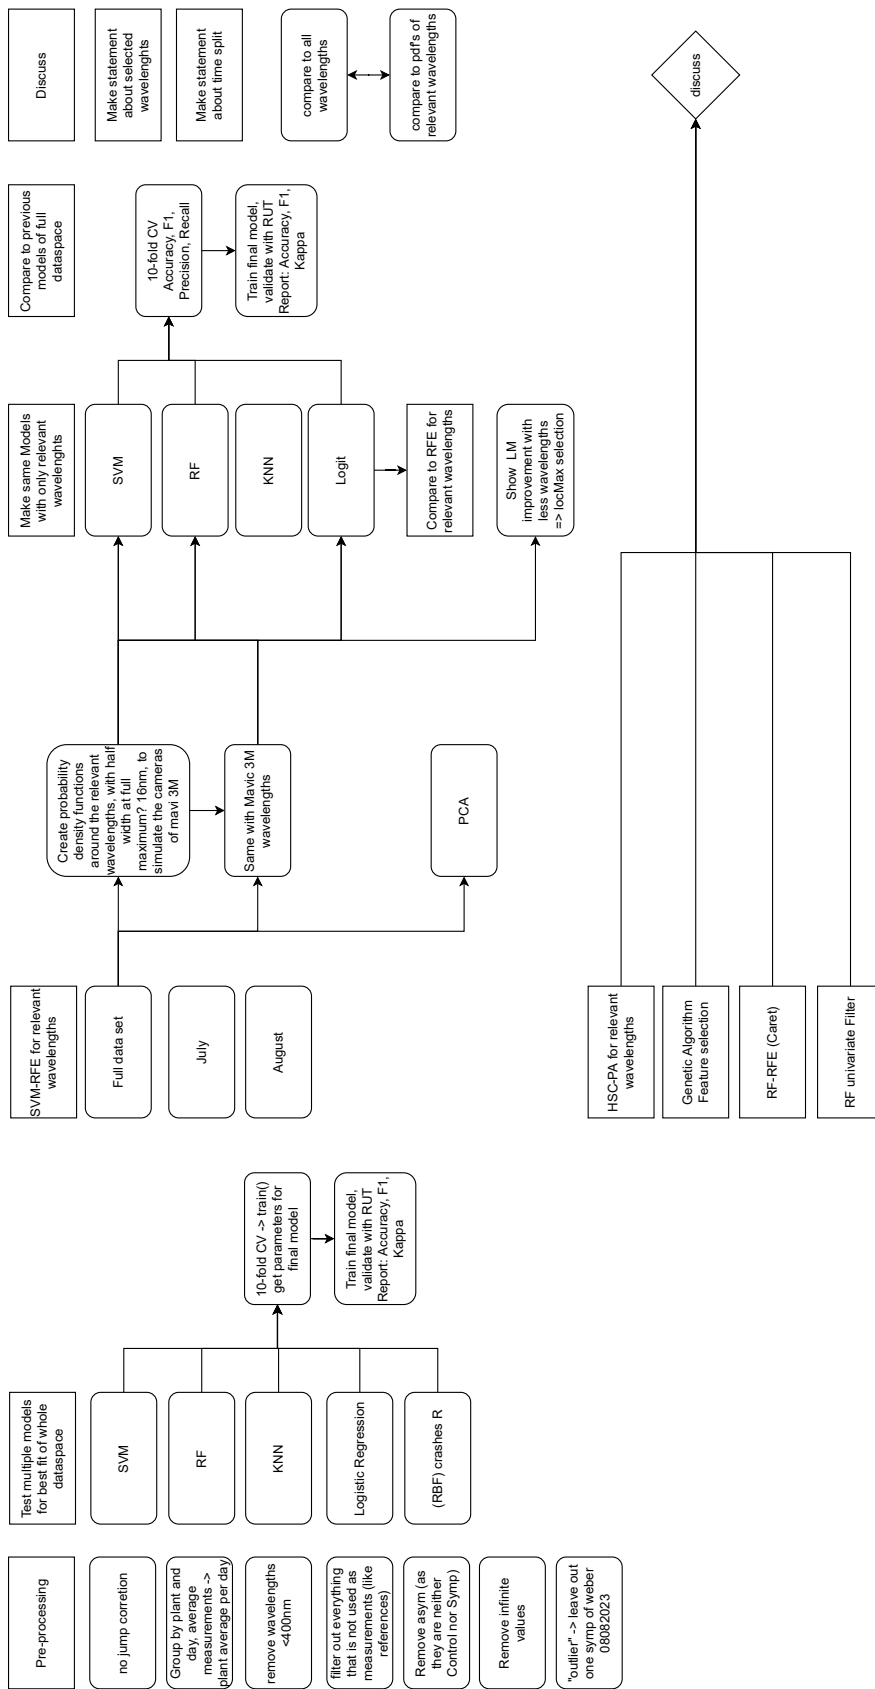 Pre-processing
no jump corretion
Group by plant and
day, average
measurements ->
plant average per day
remove wavelengths
<400nm
filter out everything
that is not used as
measurements (like
references)
Remove asym (as
they are neither
Control nor Symp)
Remove infinite
values
"outlier" -> leave out
one symp of weber
08082023
Test multiple models
for best fit of whole
dataspace
SVM
RF
KNN
Logistic Regression
(RBF) crashes R
10-fold CV -> train()
get parameters for
final model
Train final model,
validate with RUT
Report: Accuracy, F1,
Kappa
SVM-RFE for relevant
wavelengths
Full data set
July
August
Create probability
density functions
around the relevant
wavelengths, with half
width at full
maximum? 16nm, to
simulate the cameras
of mavi 3M
Same with Mavic 3M
wavelengths
PCA
Make same Models
with only relevant
wavelenghts
SVM
RF
KNN
Logit
Compare to RFE for
relevant wavelengths
Show LM
improvement with
less wavelengths
=> locMax selection
Compare to previous
models of full
dataspace
10-fold CV
Accuracy, F1,
Precision, Recall
Train final model,
validate with RUT
Report: Accuracy, F1,
Kappa
Discuss
Make statement
about selected
wavelenghts
Make statement
about time split
compare to all
wavelengths
compare to pdf's of
relevant wavelengths
HSC-PA for relevant
wavelengths
Genetic Algorithm
Feature selection
RF-RFE (Caret)
RF univariate Filter
discuss